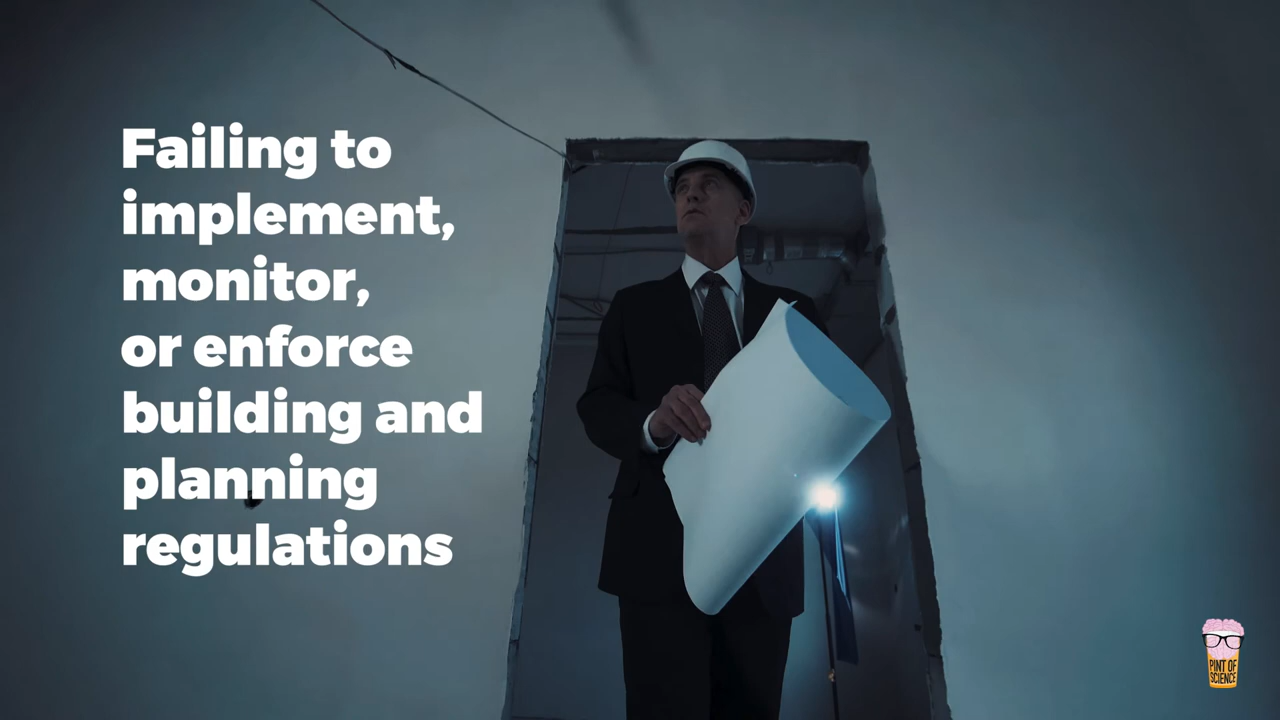 Failing to
implement,
monitor,
or enforce
building and
planning
regulations
PINT OF
SCIENCE